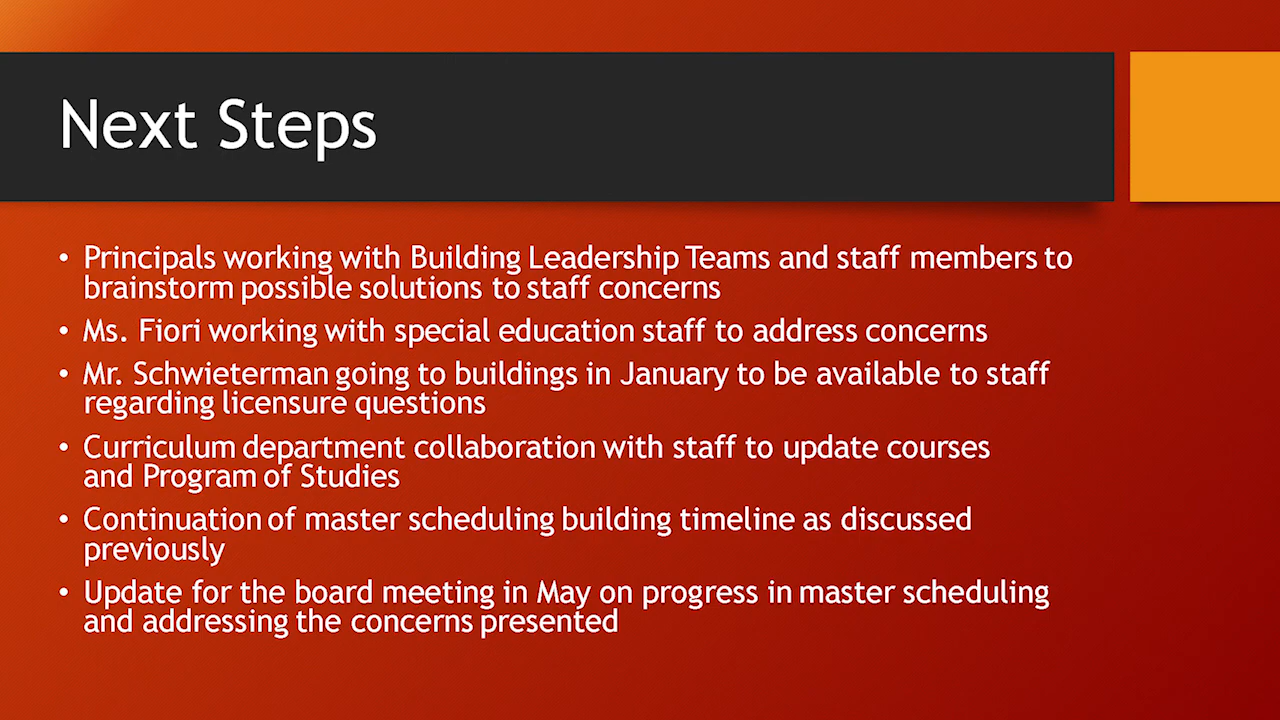 Next Steps
• Principals working with Building Leadership Teams and staff members to
brainstorm possible solutions to staff concerns
• Ms. Fiori working with special education staff to address concerns
• Mr. Schwieterman going to buildings in January to be available to staff
regarding licensure questions
• Curriculum department collaboration with staff to update courses
and Program of Studies
• Continuation of master scheduling building timeline as discussed
previously
• Update for the board meeting in May on progress in master scheduling
and addressing the concerns presented